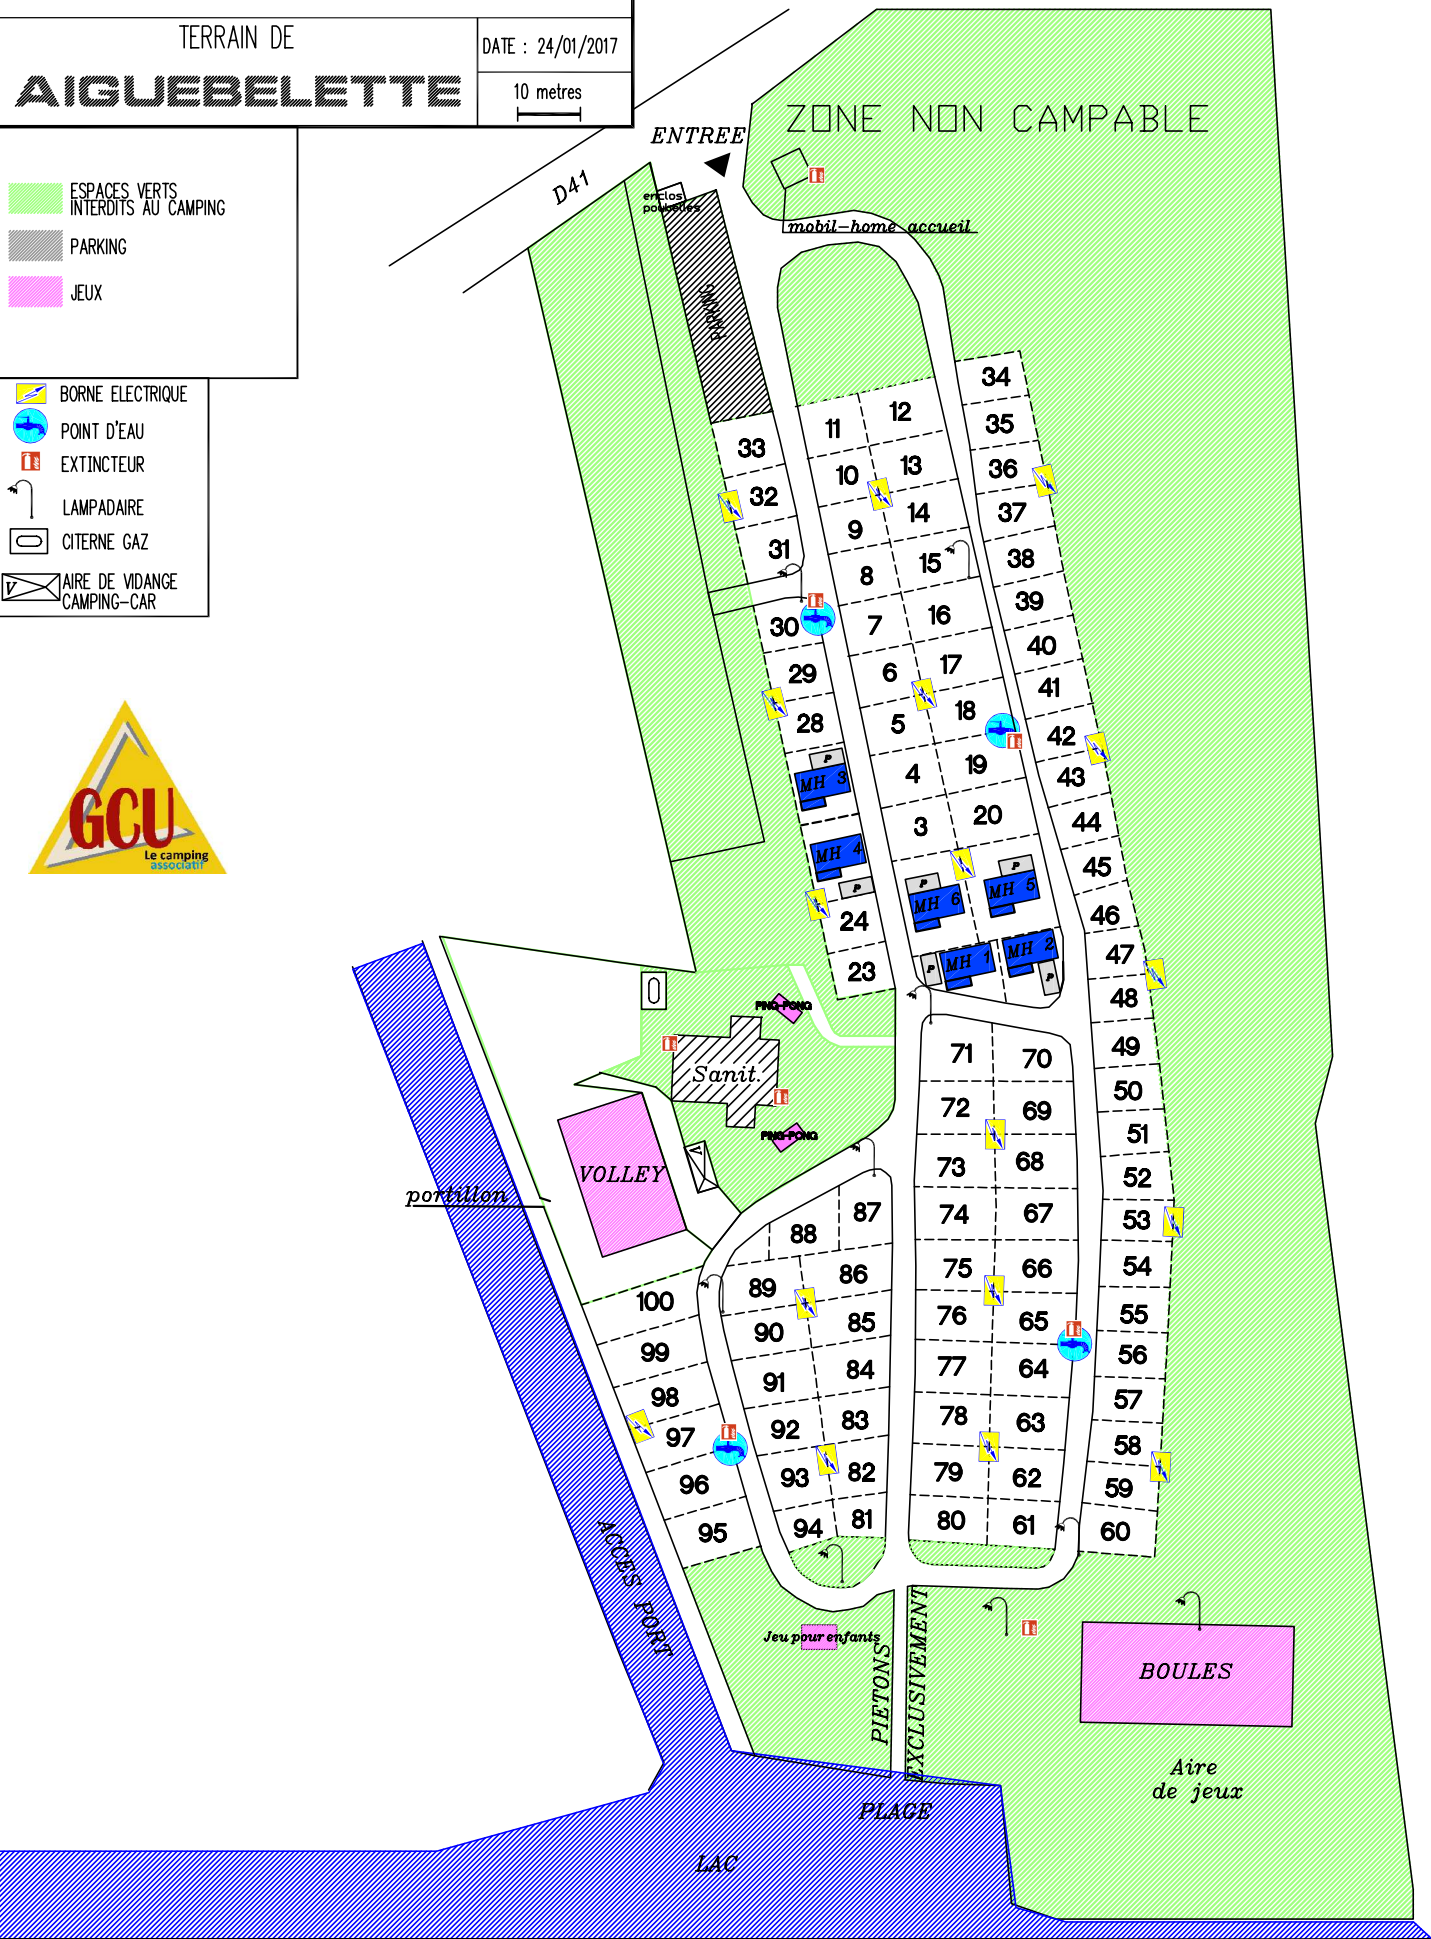 TERRAIN DE
AIGUEBELETTE
DATE : 24/01/2017
10 metres
ESPACES VERTS
INTERDITS AU CAMPING
PARKING
JEUX
BORNE ELECTRIQUE
POINT D'EAU
EXTINCTEUR
LAMPADAIRE
CITERNE GAZ
V
AIRE DE VIDANGE
CAMPING-CAR
GCU
Le camping
associatif
ZONE NON CAMPABLE
ENTREE
D41
enclos
poubelles
mobil-home accueil
PARKING
34
35
36
37
38
39
40
41
42
43
44
45
46
47
48
49
50
51
52
53
54
55
56
57
58
59
60
11
12
10
13
9
14
8
15
7
16
6
17
5
18
4
19
3
20
33
32
31
30
29
28
P
MH 3
MH 4
P
24
23
P
MH 6
P
MH 5
P
MH 1
MH 2
P
PING-PONG
Sanit.
PING-PONG
V
VOLLEY
portillon
71
70
72
69
73
68
74
67
75
66
76
65
77
64
78
63
79
62
80
61
87
88
89
86
90
85
91
84
92
83
93
82
94
81
100
99
98
97
96
95
ACCES PORT
Jeu pour enfants
PIETONS
EXCLUSIVEMENT
BOULES
Aire
de jeux
PLAGE
LAC